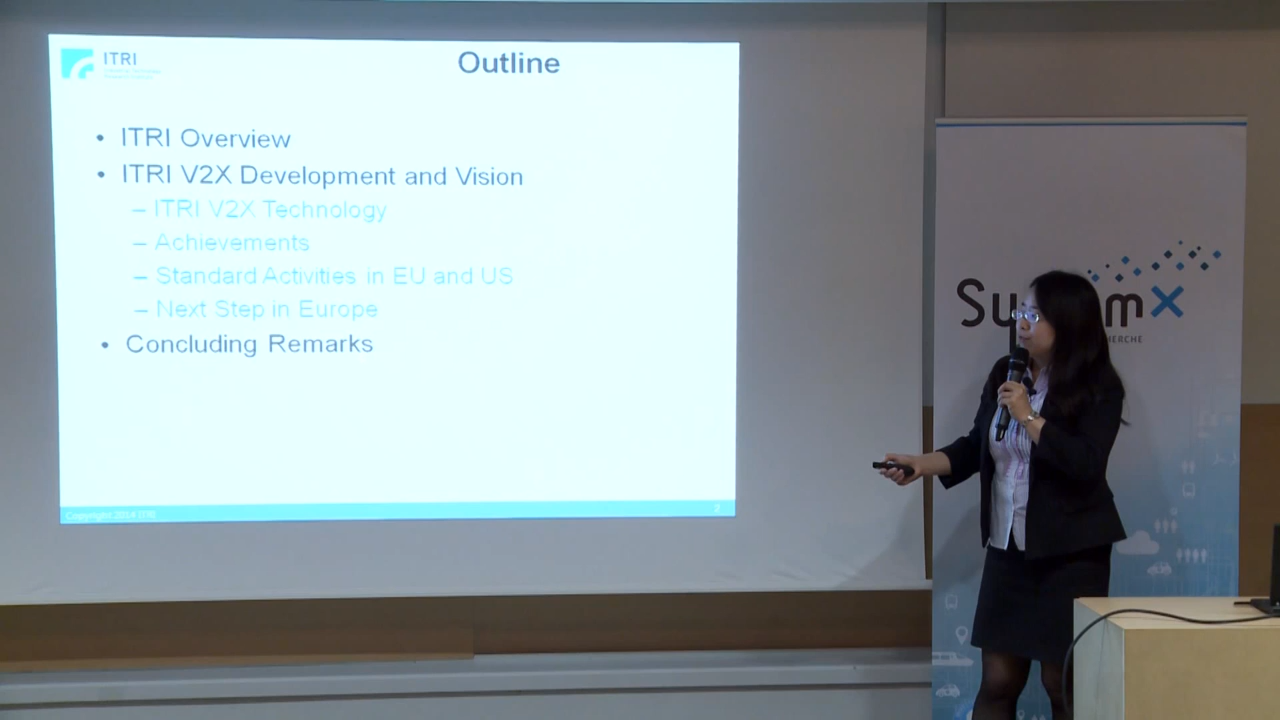 ITRI
Outline
• ITRI Overview
• ITRI V2X Development and Vision
– ITRI V2X Technology
– Achievements
– Standard Activities in EU and US
– Next Step in Europe
• Concluding Remarks
Copyright 2014 ITRI
2